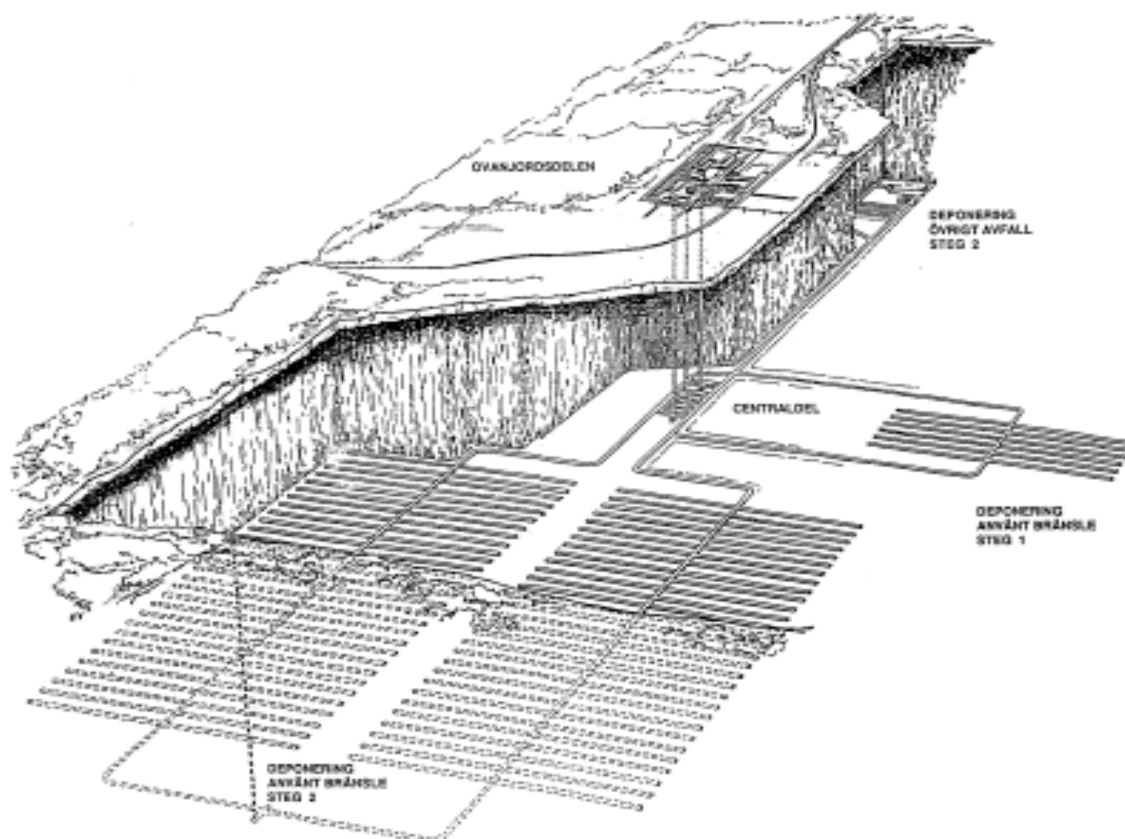 OVANJORDSDELEN
DEPONERING
ÖVRIGT AVFALL
STEG 2
CENTRALDEL
DEPONERING
ANVÄNT BRÄNSLE
STEG 1
DEPONERING
ANVÄNT BRÄNSLE
STEG 2